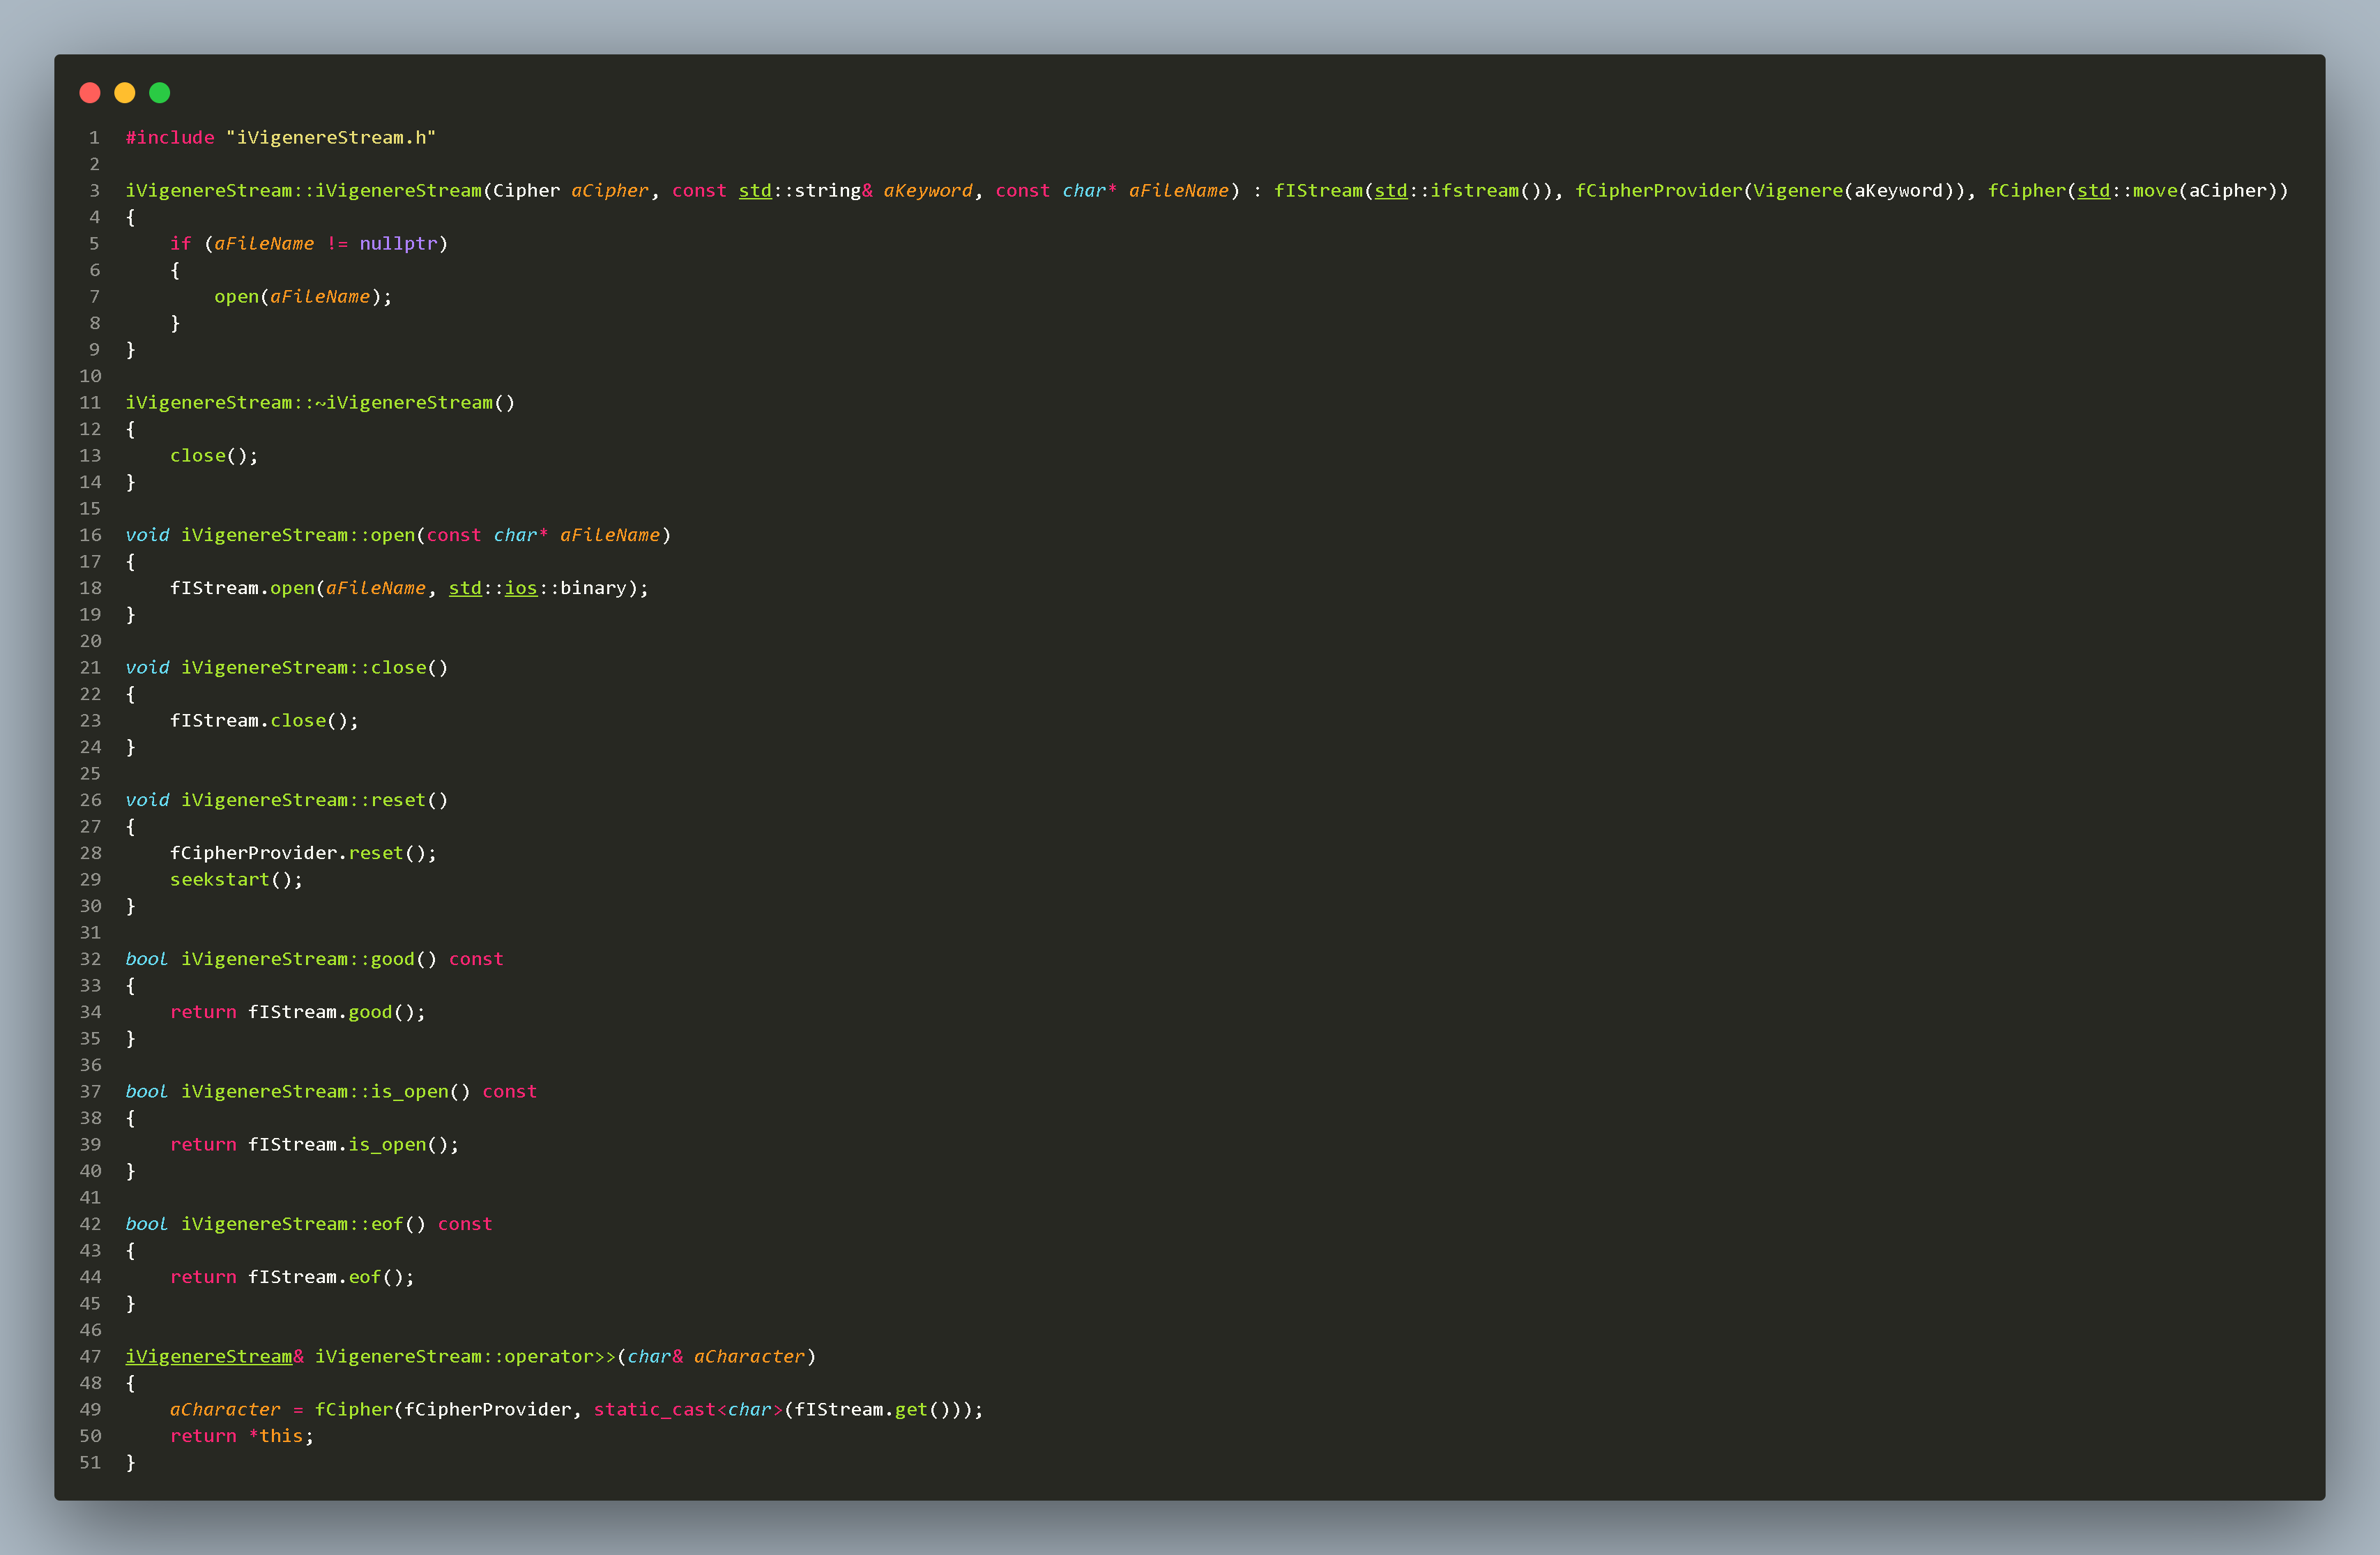 1 #include "iVigenereStream.h"
2
3 iVigenereStream::iVigenereStream(Cipher aCipher, const std::string& aKeyword, const char* aFileName) : fIStream(std::ifstream()), fCipherProvider(Vigenere(aKeyword)), fCipher(std::move(aCipher))
4 {
5     if (aFileName != nullptr)
6     {
7         open(aFileName);
8     }
9 }
10
11 iVigenereStream::~iVigenereStream()
12 {
13     close();
14 }
15
16 void iVigenereStream::open(const char* aFileName)
17 {
18     fIStream.open(aFileName, std::ios::binary);
19 }
20
21 void iVigenereStream::close()
22 {
23     fIStream.close();
24 }
25
26 void iVigenereStream::reset()
27 {
28     fCipherProvider.reset();
29     seekstart();
30 }
31
32 bool iVigenereStream::good() const
33 {
34     return fIStream.good();
35 }
36
37 bool iVigenereStream::is_open() const
38 {
39     return fIStream.is_open();
40 }
41
42 bool iVigenereStream::eof() const
43 {
44     return fIStream.eof();
45 }
46
47 iVigenereStream& iVigenereStream::operator>>(char& aCharacter)
48 {
49     aCharacter = fCipher(fCipherProvider, static_cast<char>(fIStream.get()));
50     return *this;
51 }